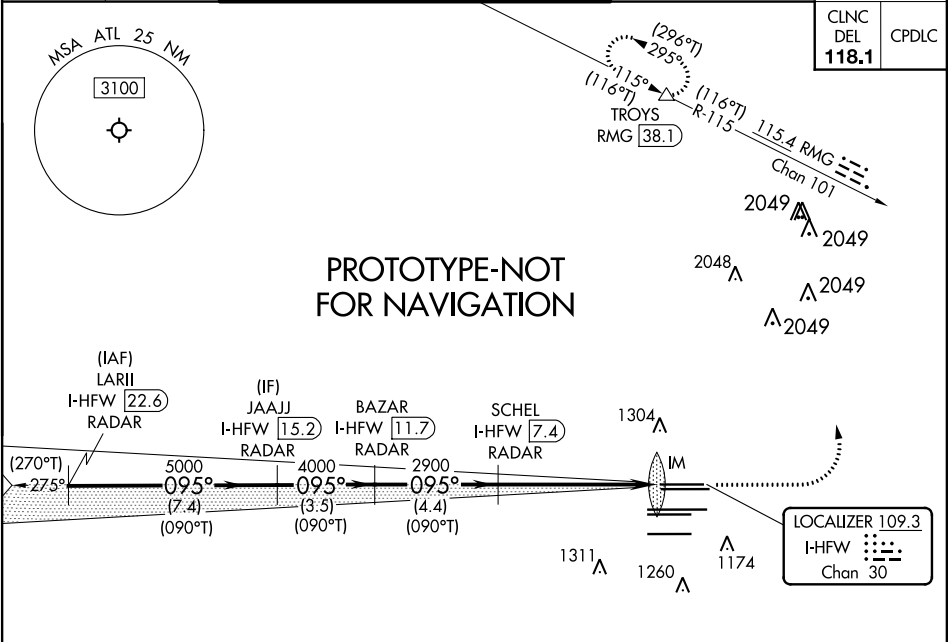 MSA ATL 25 NM
3100
CLNC
DEL
118.1
CPDLC
(296°T)
295°
115°
(116°T)
TROYS
RMG 38.1
(116°T)
R-115
115.4 RMG
Chan 101
2049
2049
2048
2049
2049
PROTOTYPE-NOT
FOR NAVIGATION
(IAF)
LARII
I-HFW 22.6
RADAR
(IF)
JAAJJ
I-HFW 15.2
RADAR
BAZAR
I-HFW 11.7
RADAR
SCHEL
I-HFW 7.4
RADAR
1304
IM
(270°T)
275°
5000
095°
(7.4)
(090°T)
4000
095°
(3.5)
(090°T)
2900
095°
(4.4)
(090°T)
LOCALIZER 109.3
I-HFW
Chan 30
1311
1260
1174